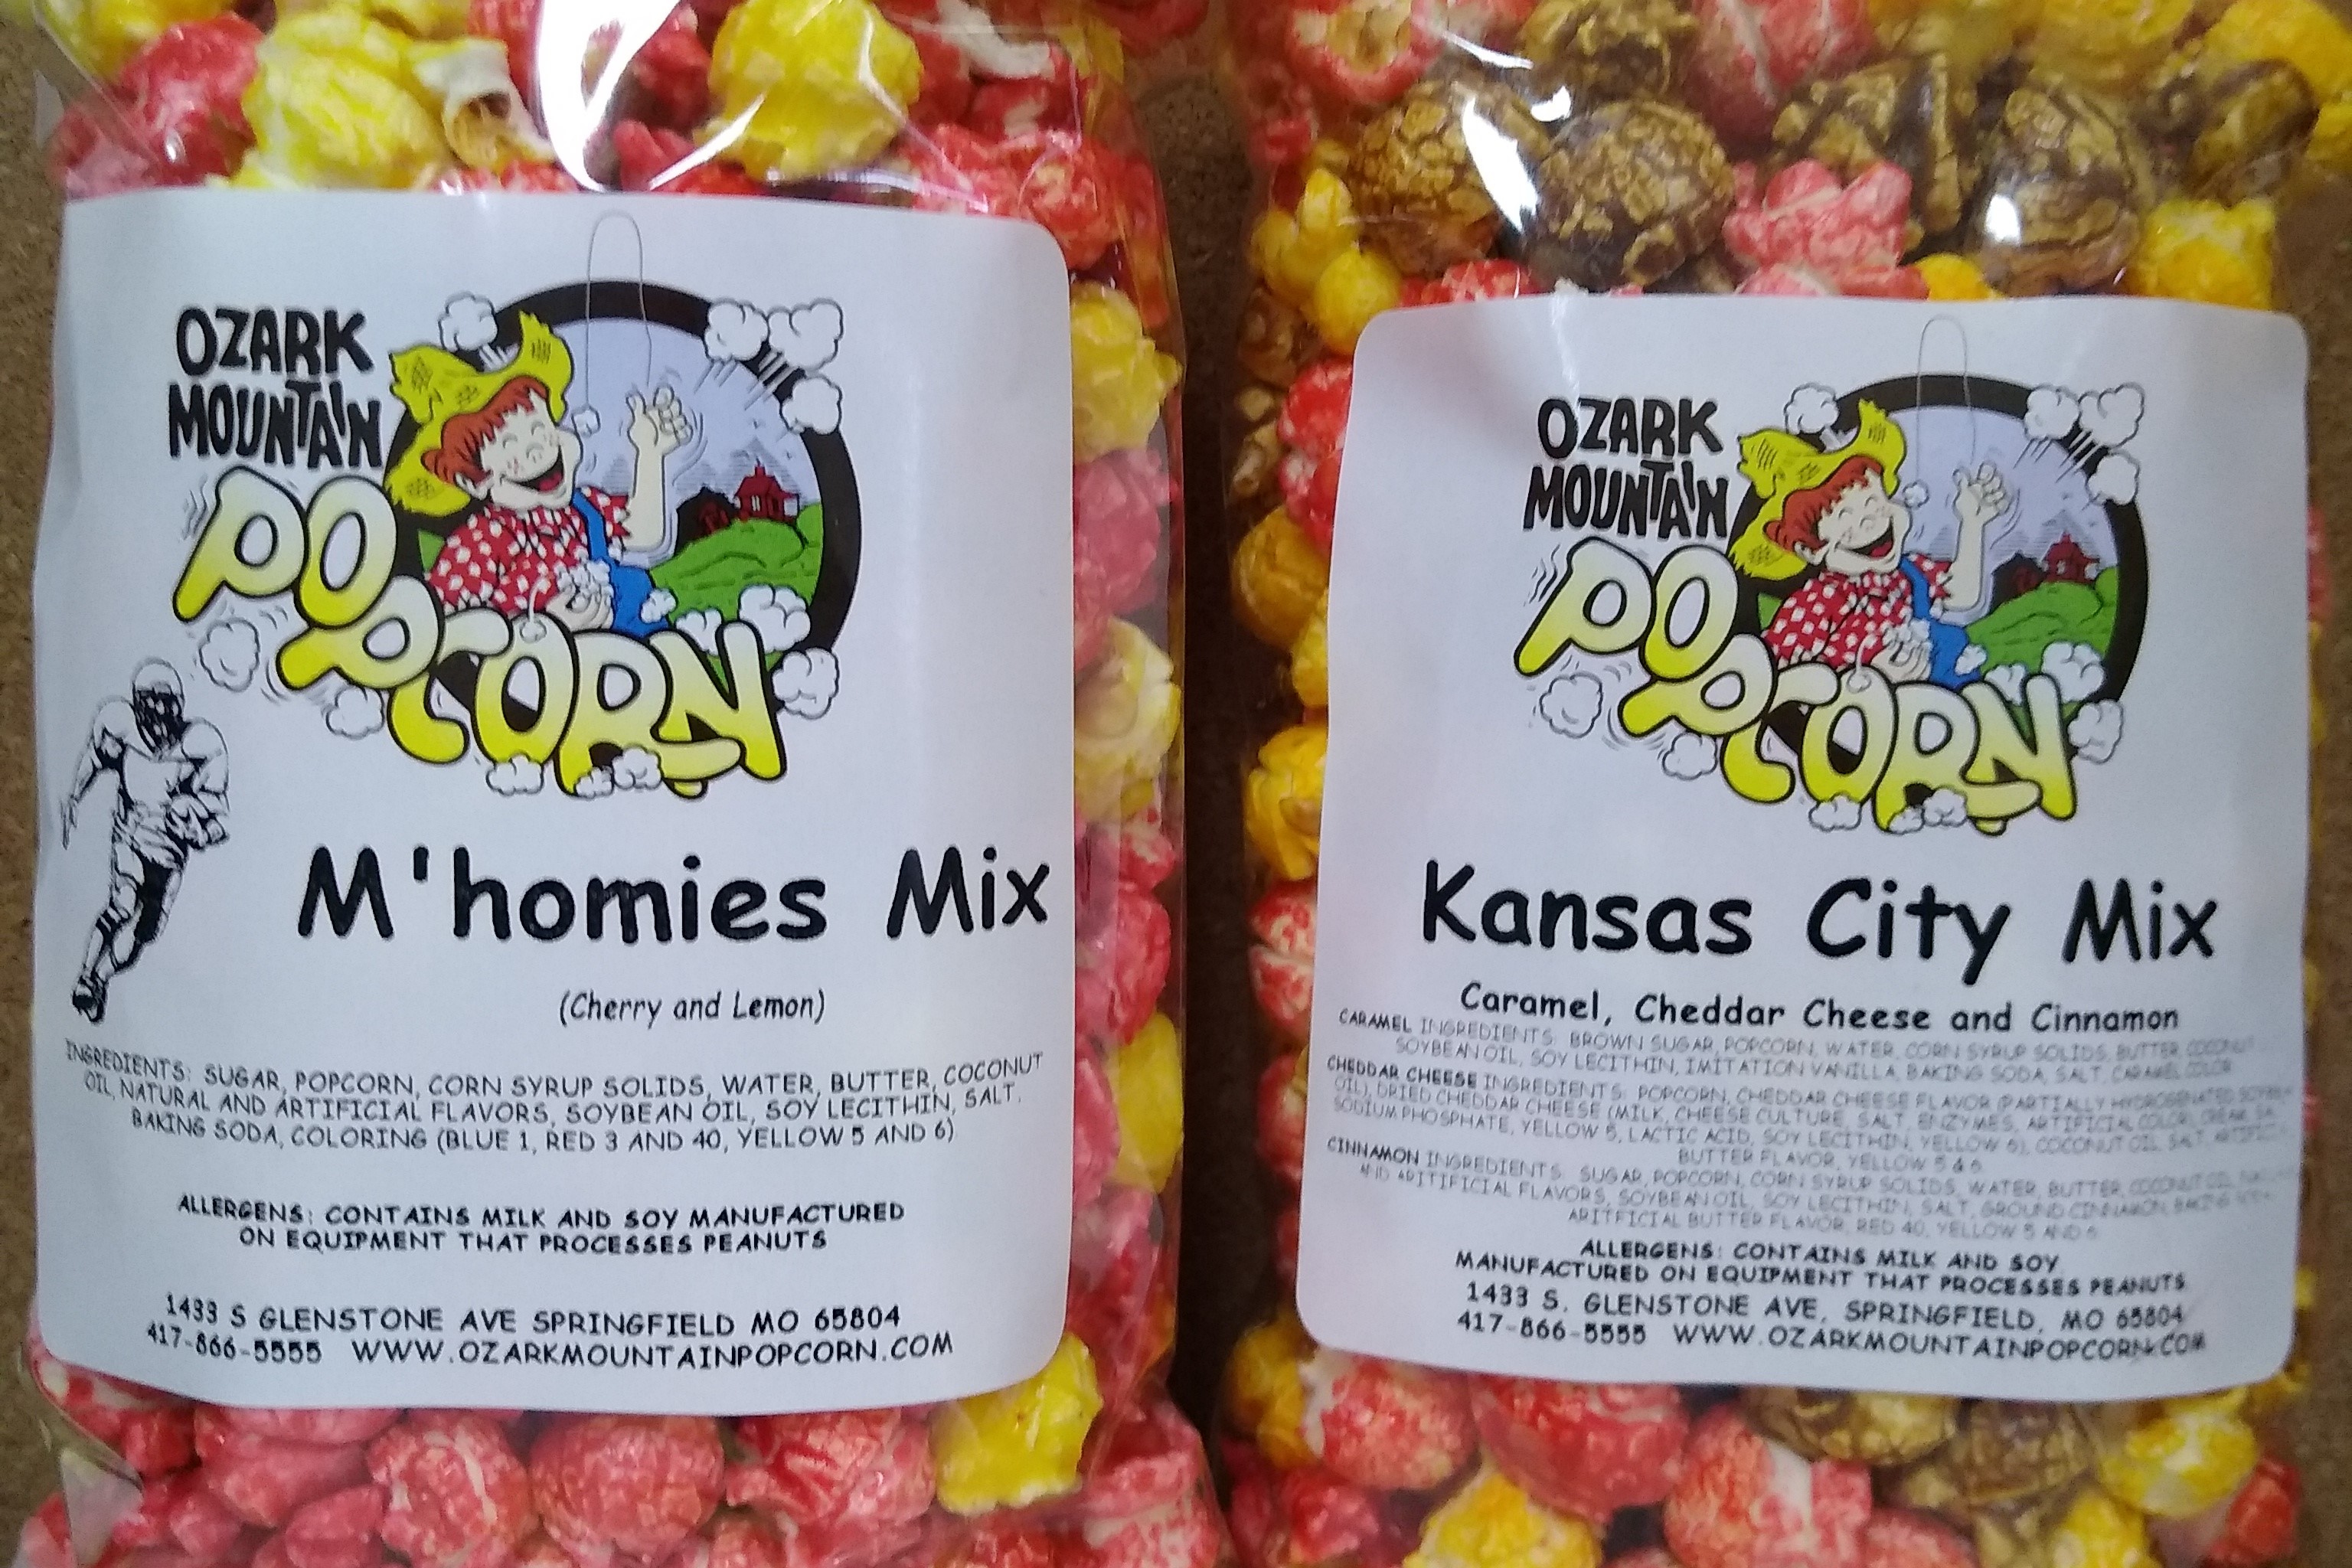 OZARK
MOUNTAIN
POPCORN
M'homies Mix
(Cherry and Lemon)
INGREDIENTS: SUGAR, POPCORN, CORN SYRUP SOLIDS, WATER, BUTTER, COCONUT
OIL, NATURAL AND ARTIFICIAL FLAVORS, SOYBEAN OIL, SOY LECITHIN, SALT.
BAKING SODA, COLORING (BLUE 1, RED 3 AND 40, YELLOW 5 AND 6)
ALLERGENS: CONTAINS MILK AND SOY MANUFACTURED
ON EQUIPMENT THAT PROCESSES PEANUTS
1433 S GLENSTONE AVE SPRINGFIELD MO 65804
417-866-5555 WWW.OZARKMOUNTAINPOPCORN.COM
OZARK
MOUNTAIN
POPCORN
Kansas City Mix
Caramel, Cheddar Cheese and Cinnamon
CARAMEL INGREDIENTS: BROWN SUGAR, POPCORN, WATER, CORN SYRUP SOLIDS, BUTTER, COCONUT
SOYBEAN OIL, SOY LECITHIN, IMITATION VANILLA, BAKING SODA, SALT, CARAMEL COLOR
CHEDDAR CHEESE INGREDIENTS: POPCORN, CHEDDAR CHEESE FLAVOR (PARTIALLY HYDROGENATED SOYBEAN
OIL), DRIED CHEDDAR CHEESE (MILK, CHEESE CULTURE, SALT, ENZYMES, ARTIFICIAL COLOR), CREAM,
SODIUM PHOSPHATE, YELLOW 5, LACTIC ACID, SOY LECITHIN, YELLOW 6), COCONUT OIL, SALT, ARTIFICIAL
BUTTER FLAVOR, YELLOW 5 & 6
CINNAMON INGREDIENTS: SUGAR, POPCORN, CORN SYRUP SOLIDS, WATER, BUTTER, COCONUT OIL,
AND ARITIFICIAL FLAVORS, SOYBEAN OIL, SOY LECITHIN, SALT, GROUND CINNAMON, BAKING SODA,
ARITFICIAL BUTTER FLAVOR, RED 40, YELLOW 5 AND 6
ALLERGENS: CONTAINS MILK AND SOY
MANUFACTURED ON EQUIPMENT THAT PROCESSES PEANUTS
1433 S. GLENSTONE AVE, SPRINGFIELD, MO 65804
417-866-5555 WWW.OZARKMOUNTAINPOPCORN.COM